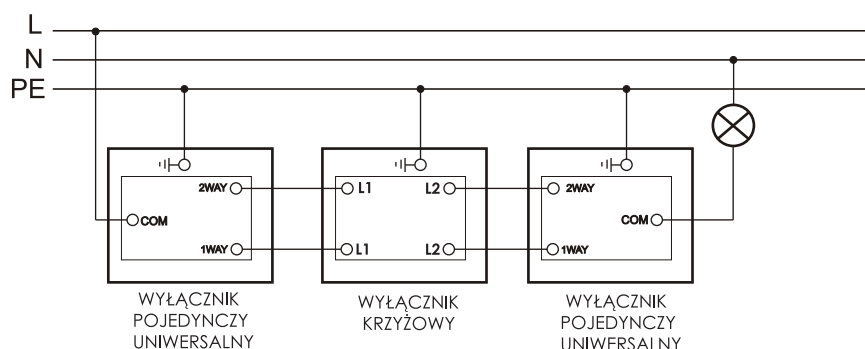 L
N
PE
2WAY
COM
1WAY
L1
L2
L1
L2
2WAY
COM
1WAY
WYŁĄCZNIK
POJEDYNCZY
UNIWERSALNY
WYŁĄCZNIK
KRZYŻOWY
WYŁĄCZNIK
POJEDYNCZY
UNIWERSALNY